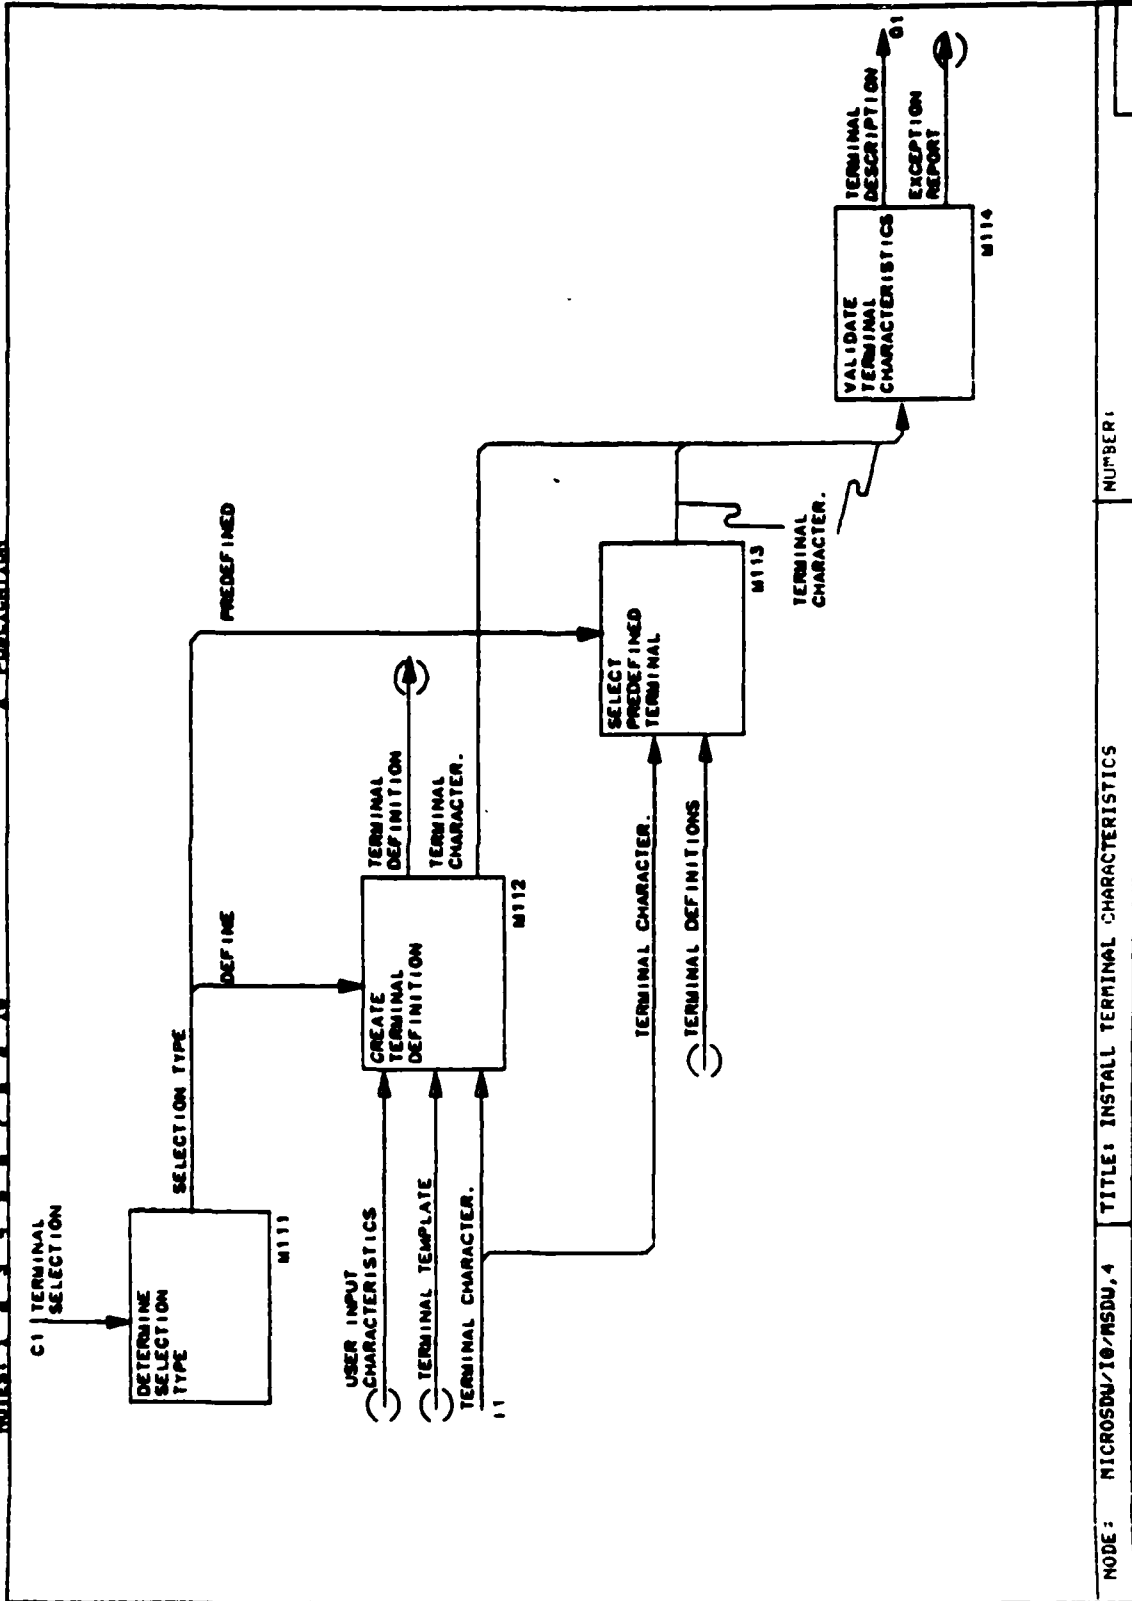 C1
TERMINAL
SELECTION
DETERMINE
SELECTION
TYPE
M111
SELECTION TYPE
DEFINE
PREDEFINED
USER INPUT
CHARACTERISTICS
TERMINAL TEMPLATE
TERMINAL CHARACTER.
I1
CREATE
TERMINAL
DEFINITION
M112
TERMINAL
DEFINITION
TERMINAL
CHARACTER.
TERMINAL CHARACTER.
TERMINAL DEFINITIONS
SELECT
PREDEFINED
TERMINAL
M113
TERMINAL
CHARACTER.
VALIDATE
TERMINAL
CHARACTERISTICS
M114
TERMINAL
DESCRIPTION
O1
EXCEPTION
REPORT
NODE: MICROSDW/I0/MSDW.4
TITLE: INSTALL TERMINAL CHARACTERISTICS
NUMBER: